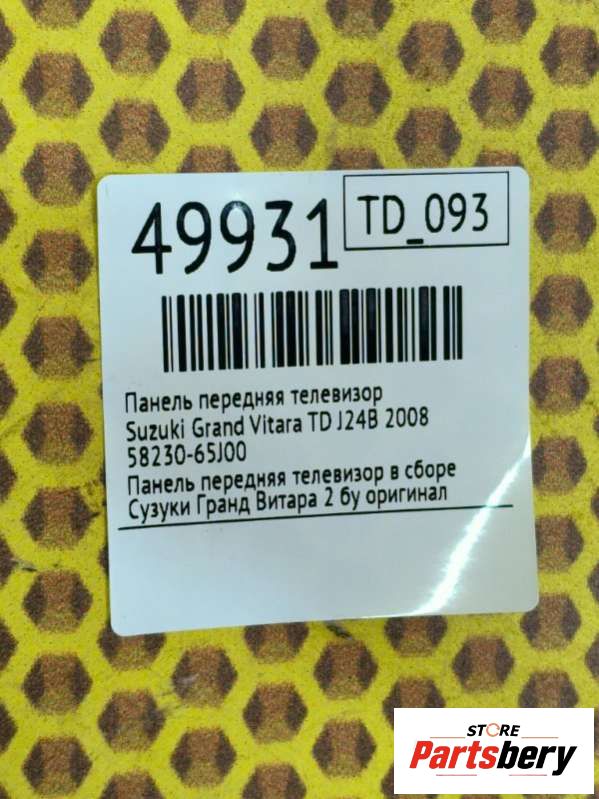 49931
TD_093
Панель передняя телевизор
Suzuki Grand Vitara TD J24B 2008
58230-65J00
Панель передняя телевизор в сборе
Сузуки Гранд Витара 2 бу оригинал
STORE
Partsbery